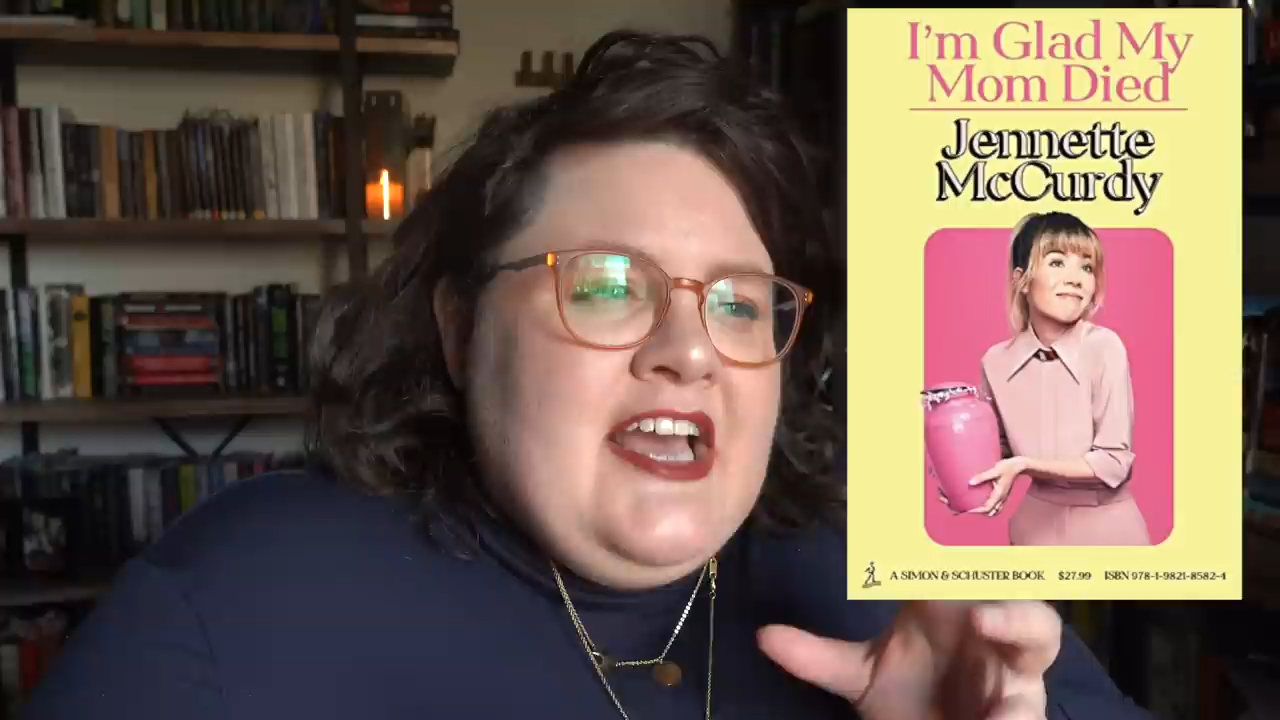 I'm Glad My
Mom Died
Jennette
McCurdy
A SIMON & SCHUSTER BOOK $27.99 ISBN 978-1-9821-8582-4